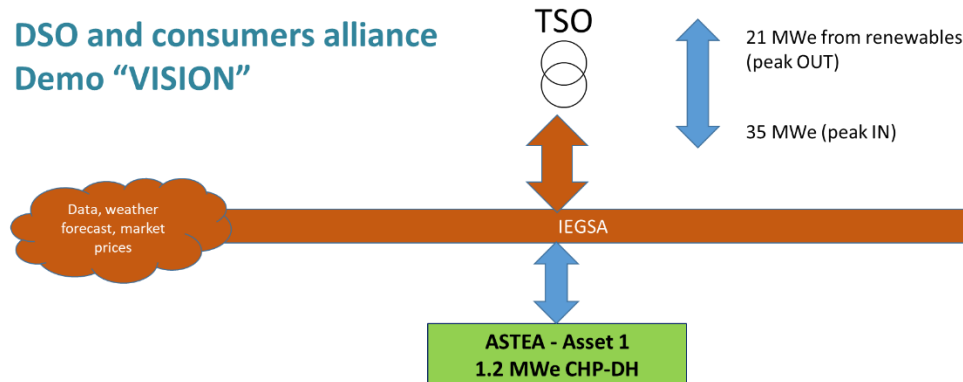 DSO and consumers alliance
Demo “VISION”
TSO
21 MWe from renewables
(peak OUT)
35 MWe (peak IN)
Data, weather
forecast, market
prices
IEGSA
ASTEA - Asset 1
1.2 MWe CHP-DH